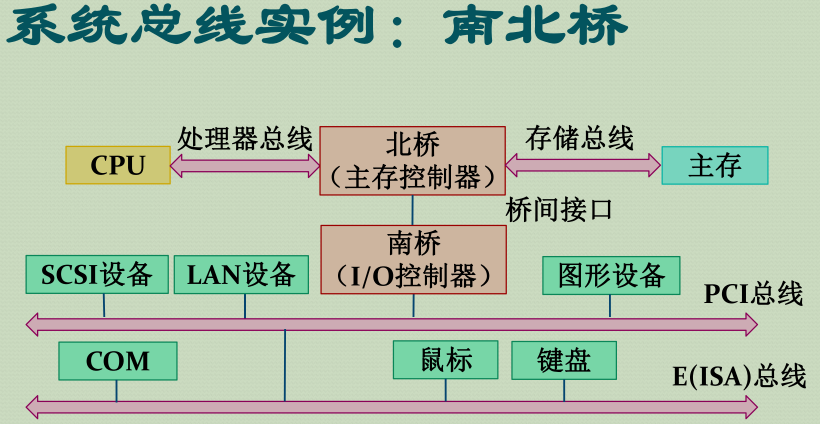 系统总线实例：南北桥
处理器总线
北桥
（主存控制器）
存储总线
CPU
主存
桥间接口
南桥
（I/O控制器）
SCSI设备
LAN设备
图形设备
PCI总线
COM
鼠标
键盘
E(ISA)总线